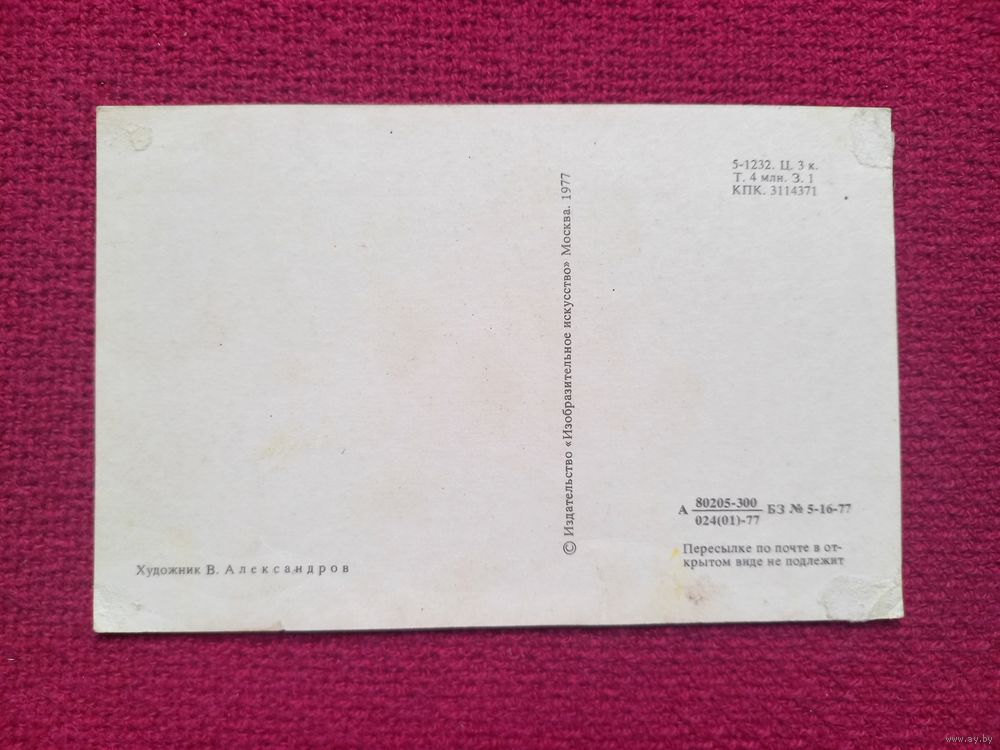 5-1232. Ц. 3 к.
Т. 4 млн. З. 1
КПК. 3114371
© Издательство «Изобразительное искусство» Москва. 1977
А 80205-300 БЗ № 5-16-77
024(01)-77
Пересылке по почте в от-
крытом виде не подлежит
Художник В. Александров
www.ay.by